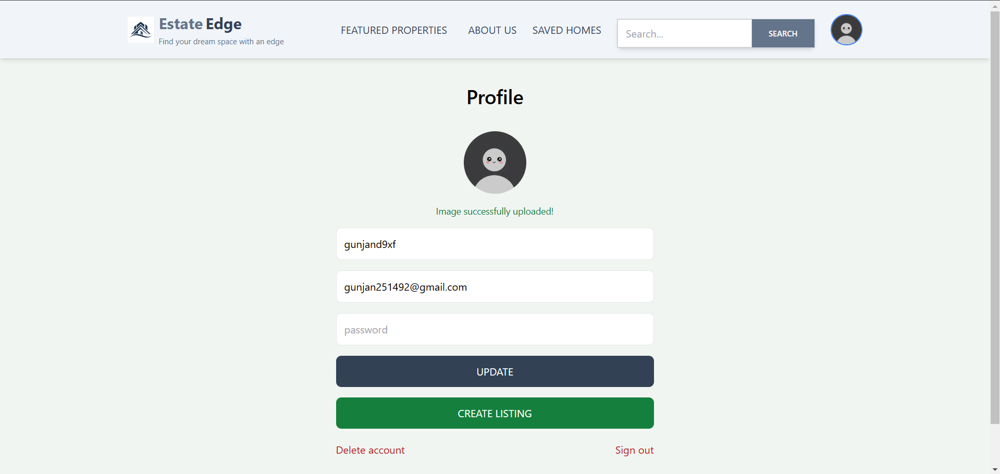 Estate Edge
Find your dream space with an edge
FEATURED PROPERTIES
ABOUT US
SAVED HOMES
Search...
SEARCH
Profile
Image successfully uploaded!
gunjand9xf
gunjan251492@gmail.com
password
UPDATE
CREATE LISTING
Delete account
Sign out